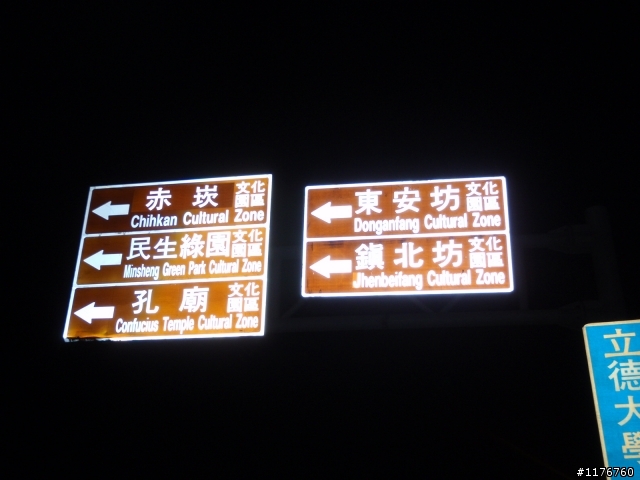 赤崁文化園區
Chihkan Cultural Zone
民生綠園文化園區
Minsheng Green Park Cultural Zone
孔廟文化園區
Confucius Temple Cultural Zone
東安坊文化園區
Donganfang Cultural Zone
鎮北坊文化園區
Jhenbeifang Cultural Zone
立德大學
#1176760